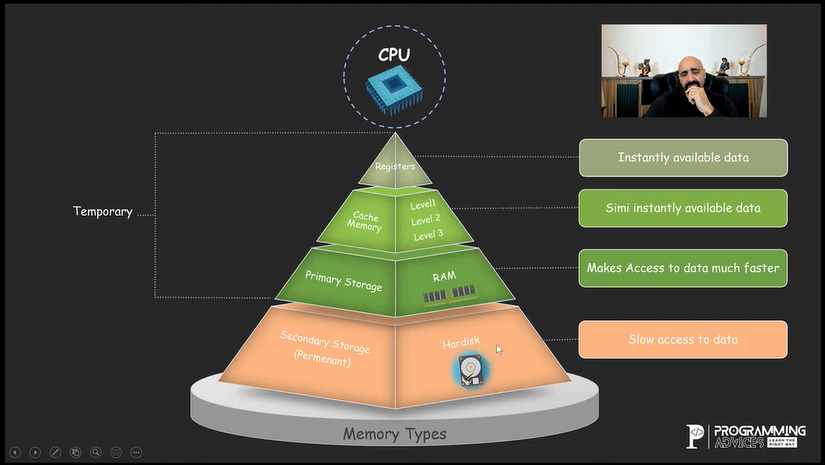 CPU
Registers
Instantly available data
Temporary
Cache
Memory
Level1
Level 2
Level 3
Simi instantly available data
Primary Storage
RAM
Makes Access to data much faster
Secondary Storage
(Permenant)
Hardisk
Slow access to data
Memory Types
PROGRAMMING
ADVICES
LEARN THE
RIGHT WAY